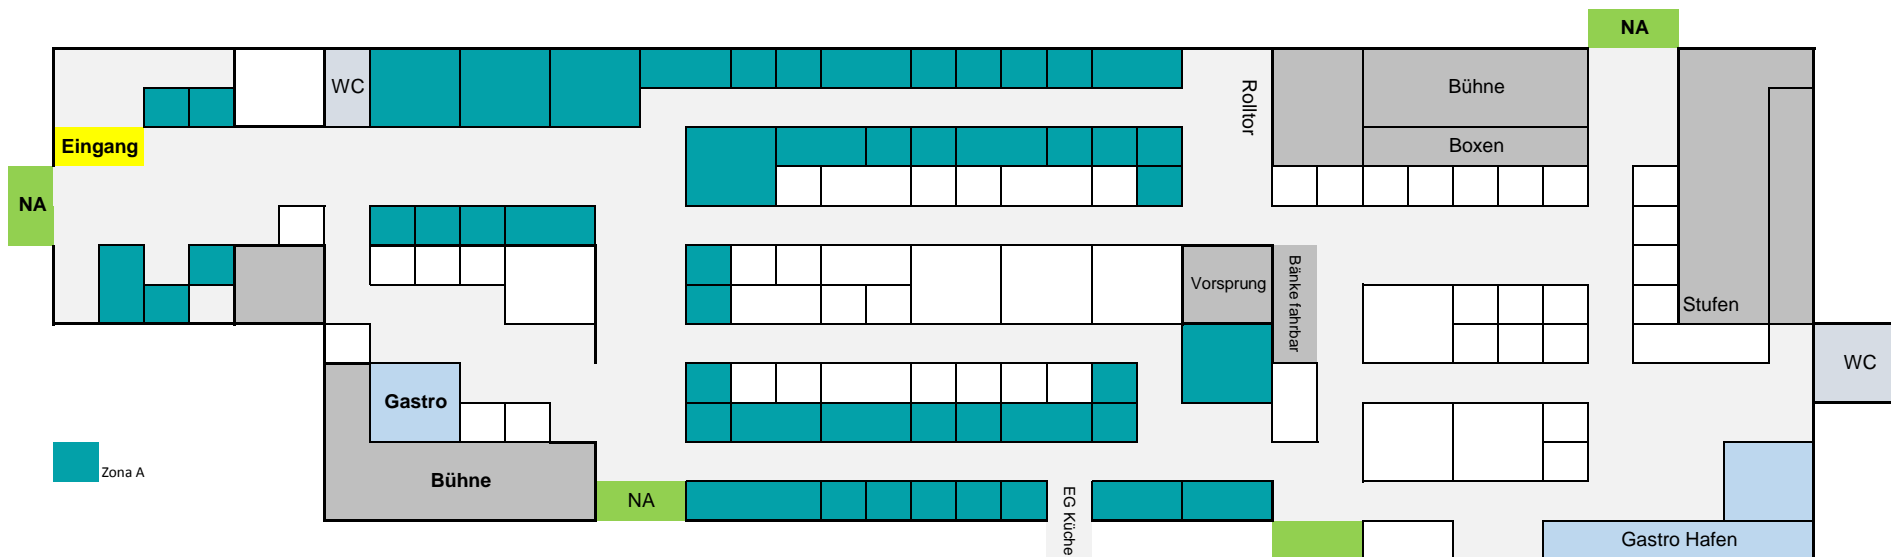 NA
WC
Rolltor
Bühne
Eingang
Boxen
NA
Vorsprung
Bänke fahrbar
Stufen
WC
Gastro
Zona A
Bühne
NA
EG Küche
Gastro Hafen